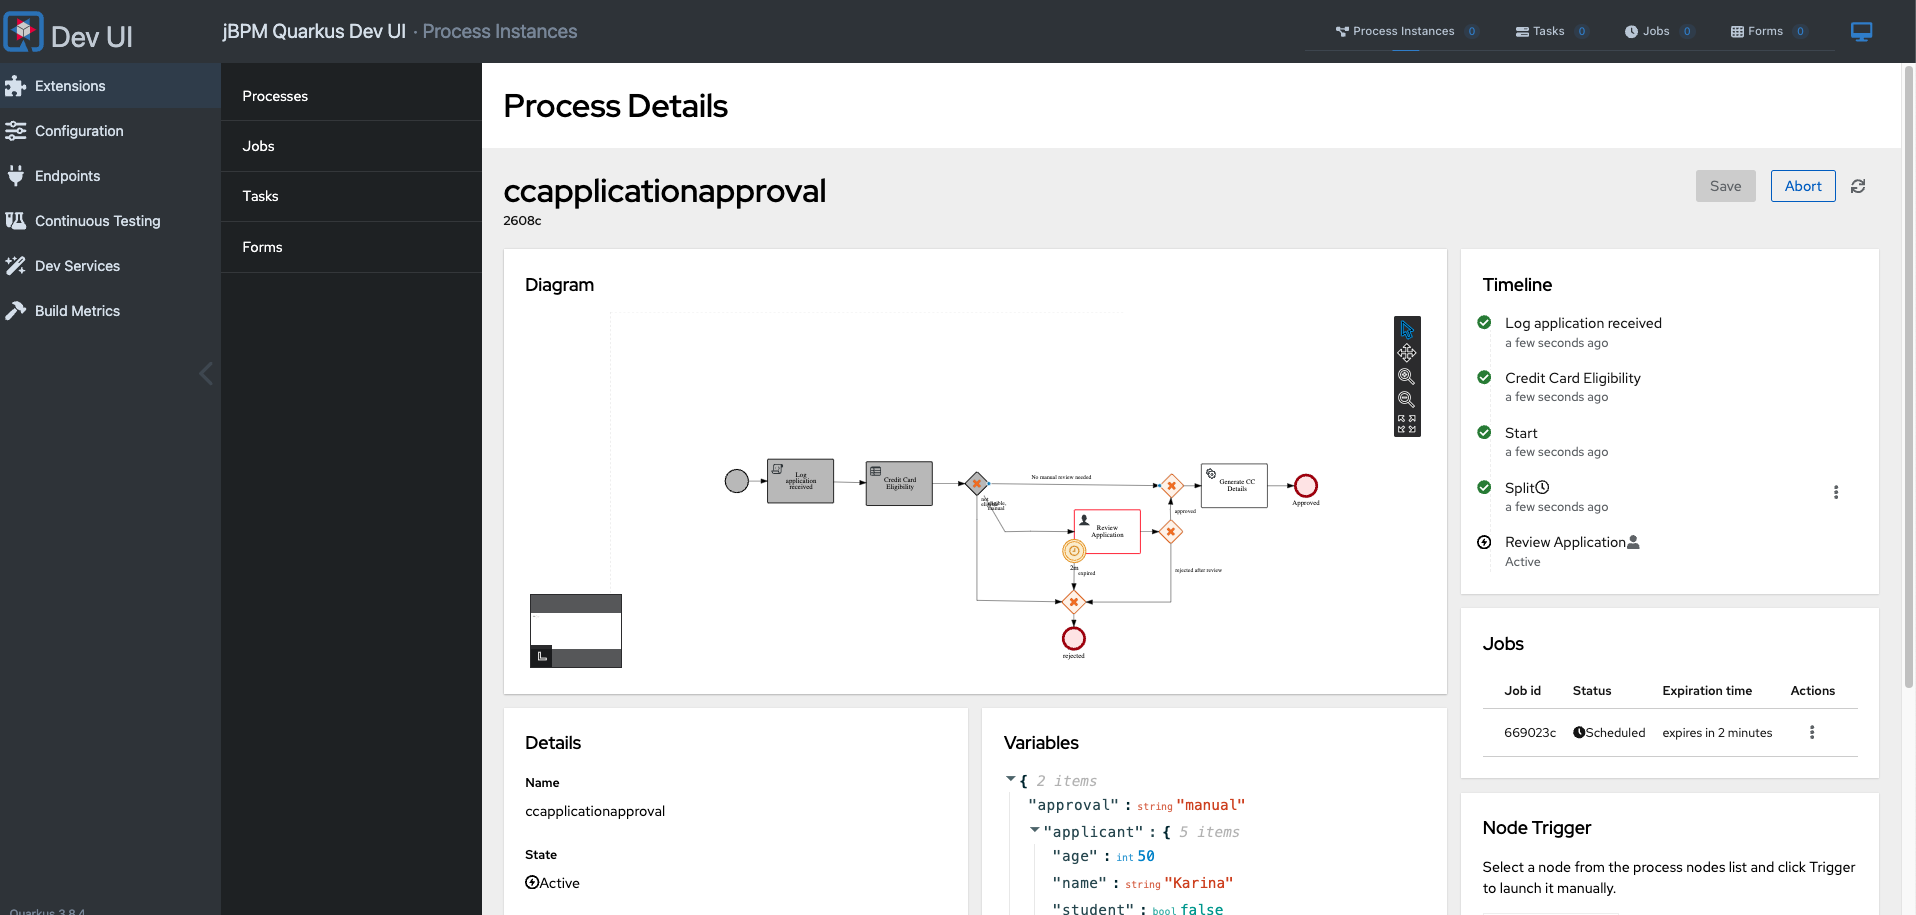 Dev UI
jBPM Quarkus Dev UI · Process Instances
Process Instances 0
Tasks 0
Jobs 0
Forms 0
Extensions
Configuration
Endpoints
Continuous Testing
Dev Services
Build Metrics
Quarkus 3.8.4
Processes
Jobs
Tasks
Forms
Process Details
ccapplicationapproval
2608c
Save
Abort
Diagram
Log
application
received
Credit Card
Eligibility
No manual review needed
not
eligible,
manual
Review
Application
2m
expired
approved
rejected after review
Generate CC
Details
Approved
rejected
Timeline
Log application received
a few seconds ago
Credit Card Eligibility
a few seconds ago
Start
a few seconds ago
Split
a few seconds ago
Review Application
Active
Jobs
Job id Status Expiration time Actions
669023c Scheduled expires in 2 minutes
Details
Name
ccapplicationapproval
State
Active
Variables
{ 2 items
"approval" : string "manual"
"applicant" : { 5 items
"age" : int 50
"name" : string "Karina"
"student" : bool false
Node Trigger
Select a node from the process nodes list and click Trigger
to launch it manually.